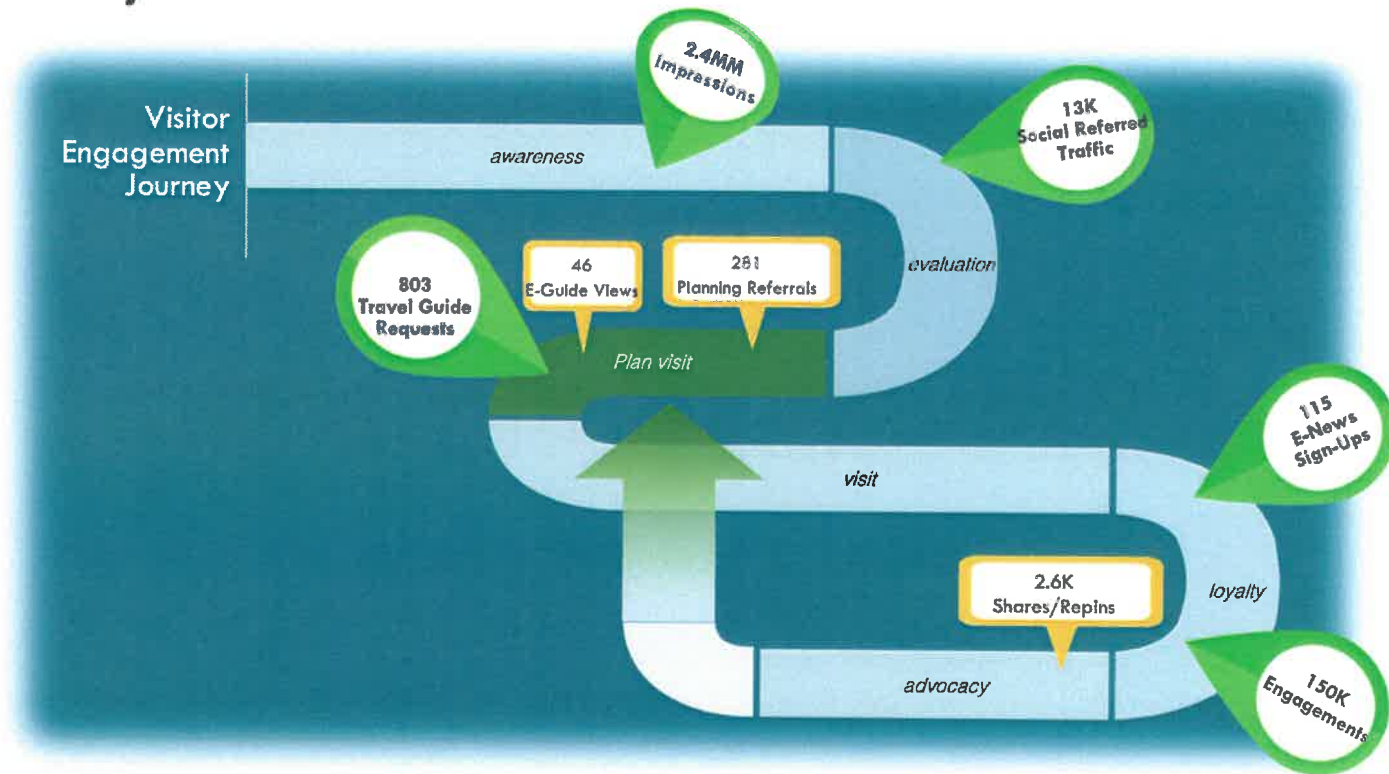 Visitor
Engagement
Journey
2.4MM
Impressions
awareness
13K
Social Referred
Traffic
evaluation
803
Travel Guide
Requests
46
E-Guide Views
281
Planning Referrals
Plan visit
115
E-News
Sign-Ups
visit
2.6K
Shares/Repins
loyalty
advocacy
150K
Engagements